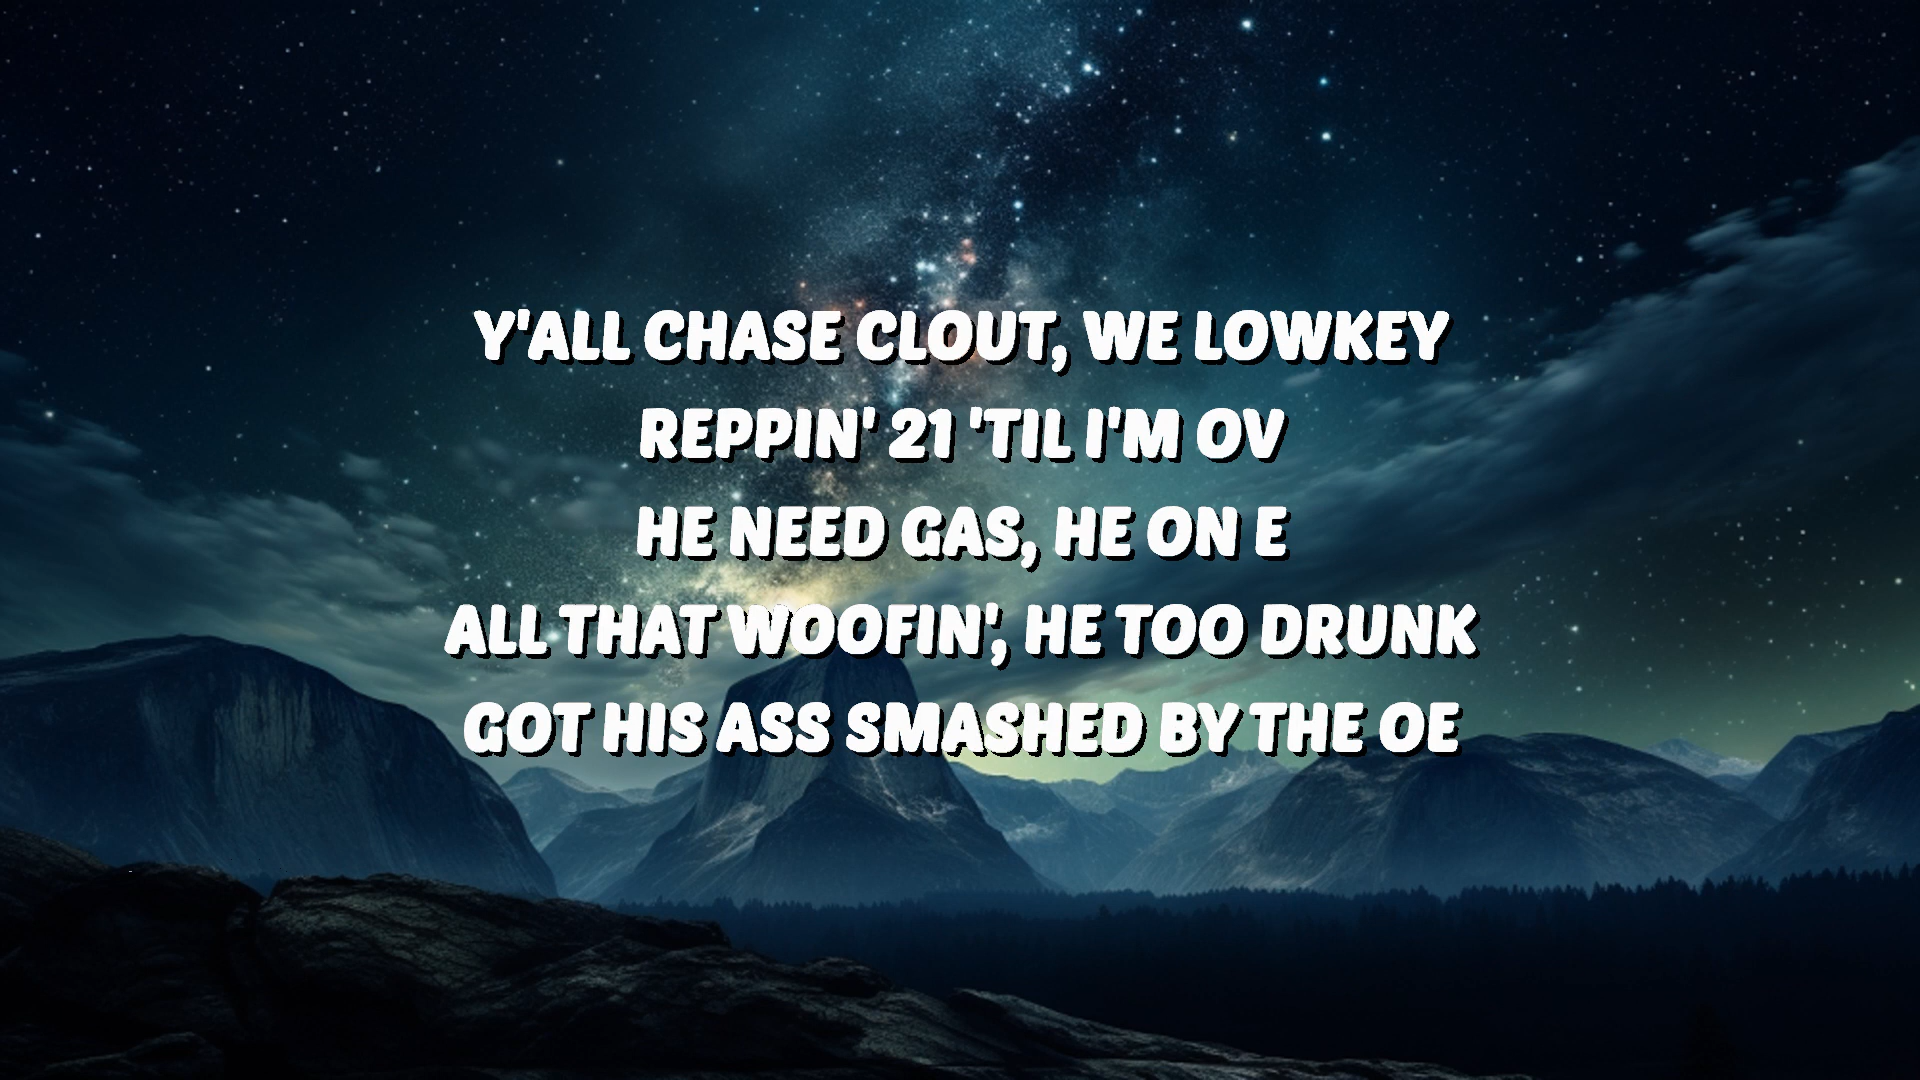 Y'ALL CHASE CLOUT, WE LOWKEY
REPPIN' 21 'TIL I'M OV
HE NEED GAS, HE ON E
ALL THAT WOOFIN', HE TOO DRUNK
GOT HIS ASS SMASHED BY THE OE